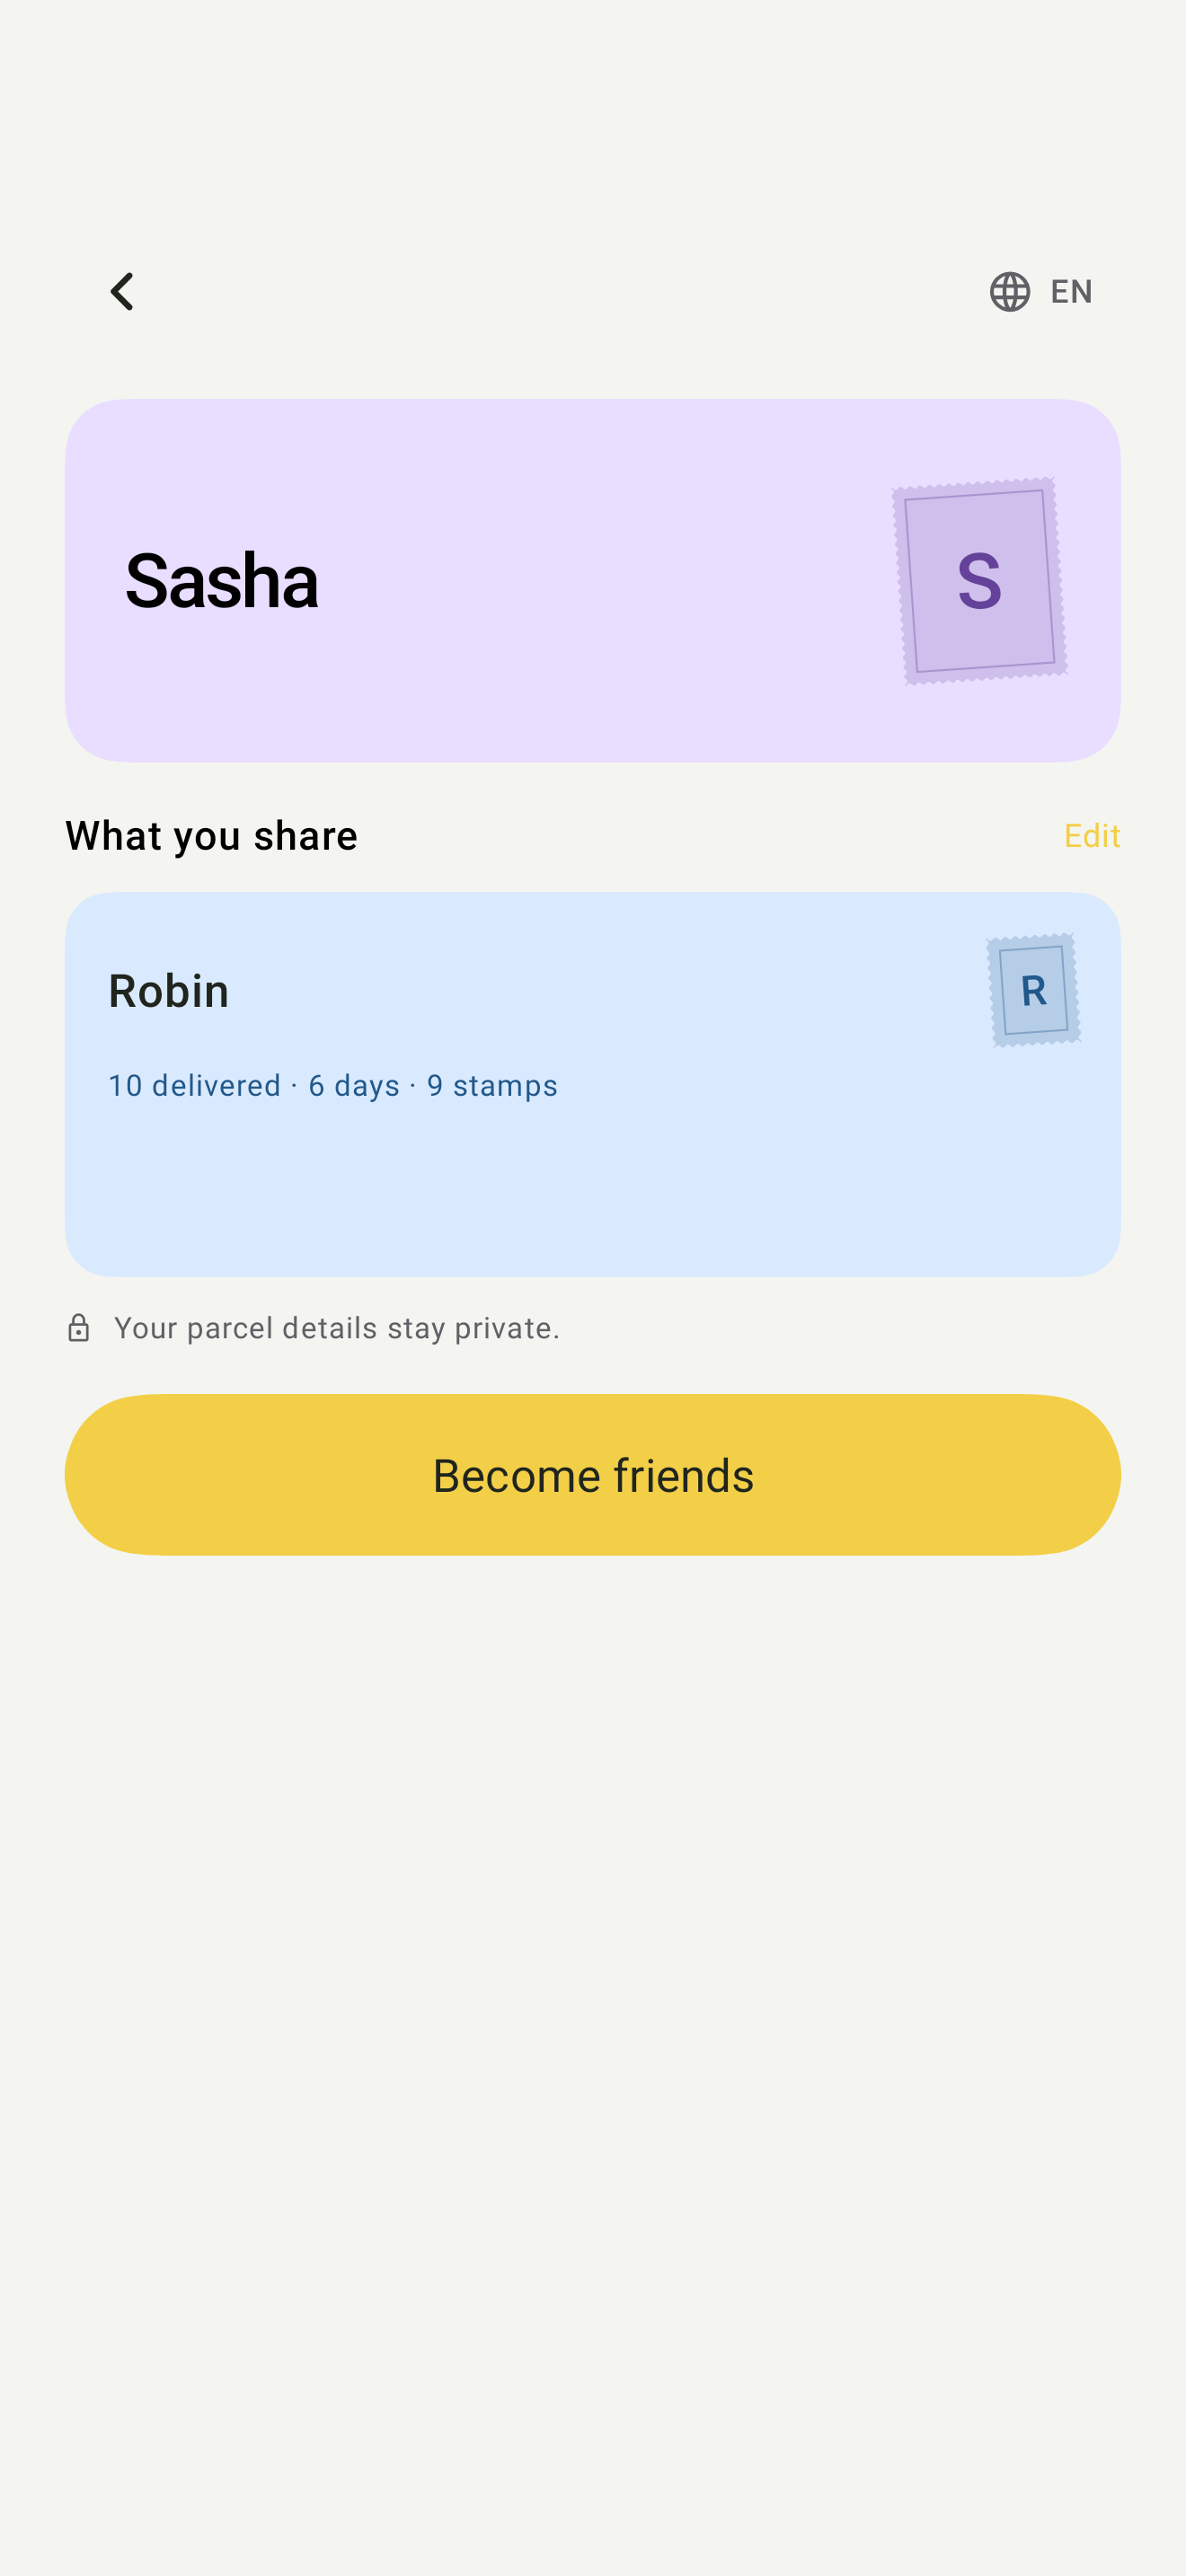 EN
Sasha
S
What you share
Edit
Robin
R
10 delivered · 6 days · 9 stamps
Your parcel details stay private.
Become friends